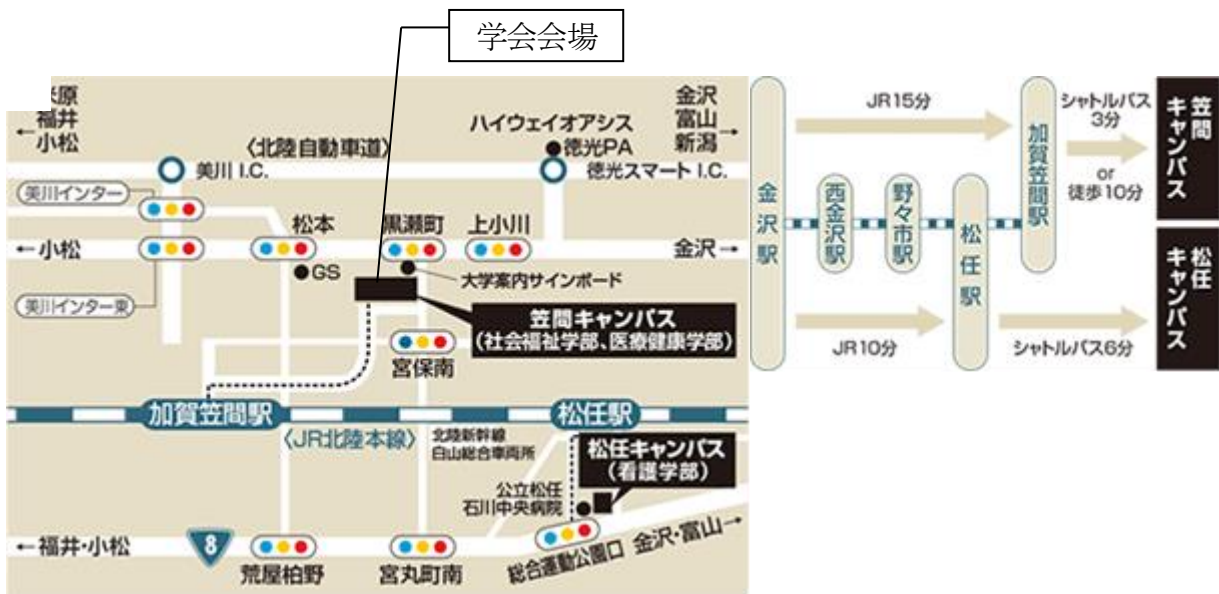 学会会場
米原
福井
小松
←
〈北陸自動車道〉
ハイウェイオアシス
徳光PA
金沢
富山
新潟
→
美川インター
美川 I.C.
徳光スマート I.C.
松本
黒瀬町
上小川
←小松
金沢→
GS
大学案内サインボード
美川インター東
笠間キャンパス
(社会福祉学部、医療健康学部)
宮保南
加賀笠間駅
松任駅
〈JR北陸本線〉
北陸新幹線
白山総合車両所
松任キャンパス
(看護学部)
公立松任
石川中央病院
←福井・小松
8
荒屋柏野
宮丸町南
総合運動公園口
金沢・富山→
金沢駅
JR15分
西金沢駅
野々市駅
松任駅
加賀笠間駅
シャトルバス
3分
or
徒歩10分
笠間
キャンパス
JR10分
シャトルバス6分
松任
キャンパス